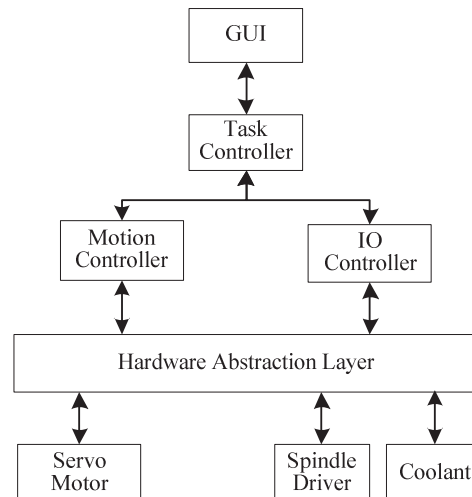 GUI
Task
Controller
Motion
Controller
IO
Controller
Hardware Abstraction Layer
Servo
Motor
Spindle
Driver
Coolant